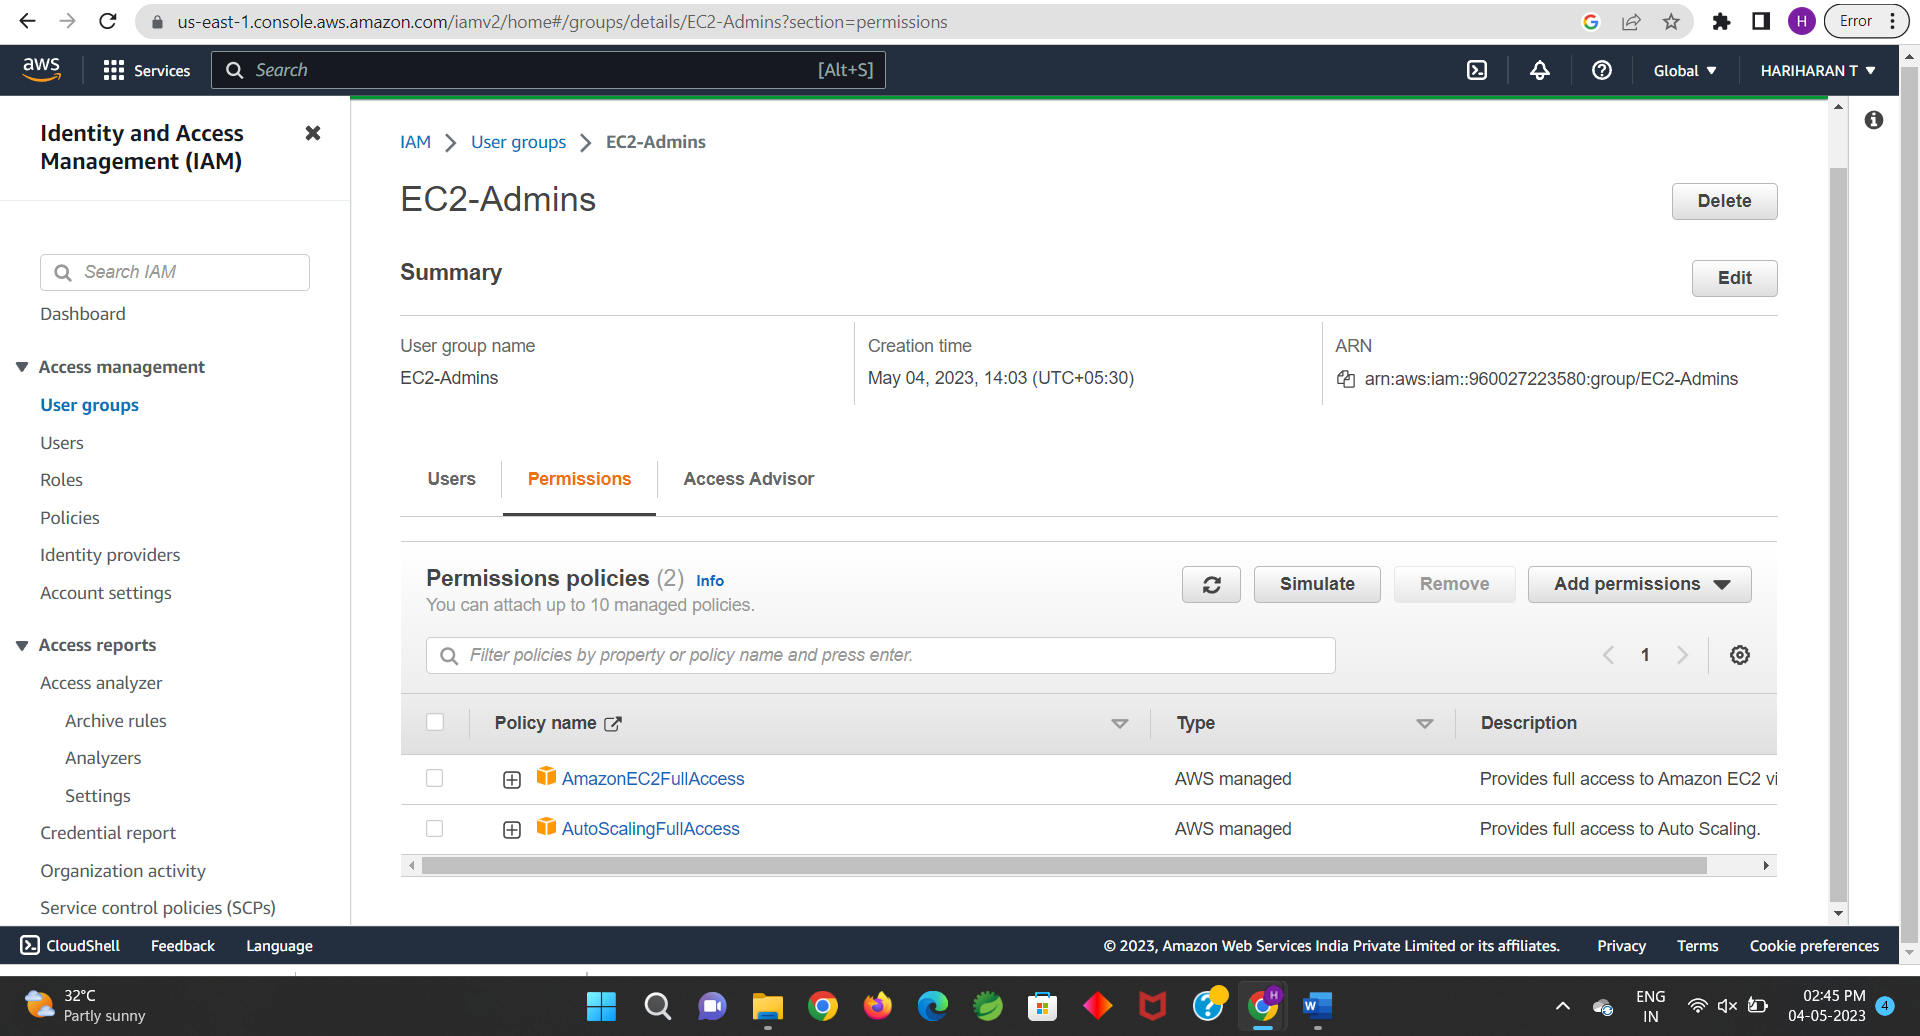 us-east-1.console.aws.amazon.com/iamv2/home#/groups/details/EC2-Admins?section=permissions
H
Error
aws
Services
Search
[Alt+S]
Global
HARIHARAN T
Identity and Access
Management (IAM)
Search IAM
Dashboard
Access management
User groups
Users
Roles
Policies
Identity providers
Account settings
Access reports
Access analyzer
Archive rules
Analyzers
Settings
Credential report
Organization activity
Service control policies (SCPs)
IAM
User groups
EC2-Admins
EC2-Admins
Delete
Summary
Edit
User group name
EC2-Admins
Creation time
May 04, 2023, 14:03 (UTC+05:30)
ARN
arn:aws:iam::960027223580:group/EC2-Admins
Users
Permissions
Access Advisor
Permissions policies (2) Info
You can attach up to 10 managed policies.
Simulate
Remove
Add permissions
Filter policies by property or policy name and press enter.
1
Policy name
Type
Description
AmazonEC2FullAccess
AWS managed
Provides full access to Amazon EC2 vi
AutoScalingFullAccess
AWS managed
Provides full access to Auto Scaling.
CloudShell
Feedback
Language
© 2023, Amazon Web Services India Private Limited or its affiliates.
Privacy
Terms
Cookie preferences
32°C
Partly sunny
H
W
ENG
IN
02:45 PM
04-05-2023
4